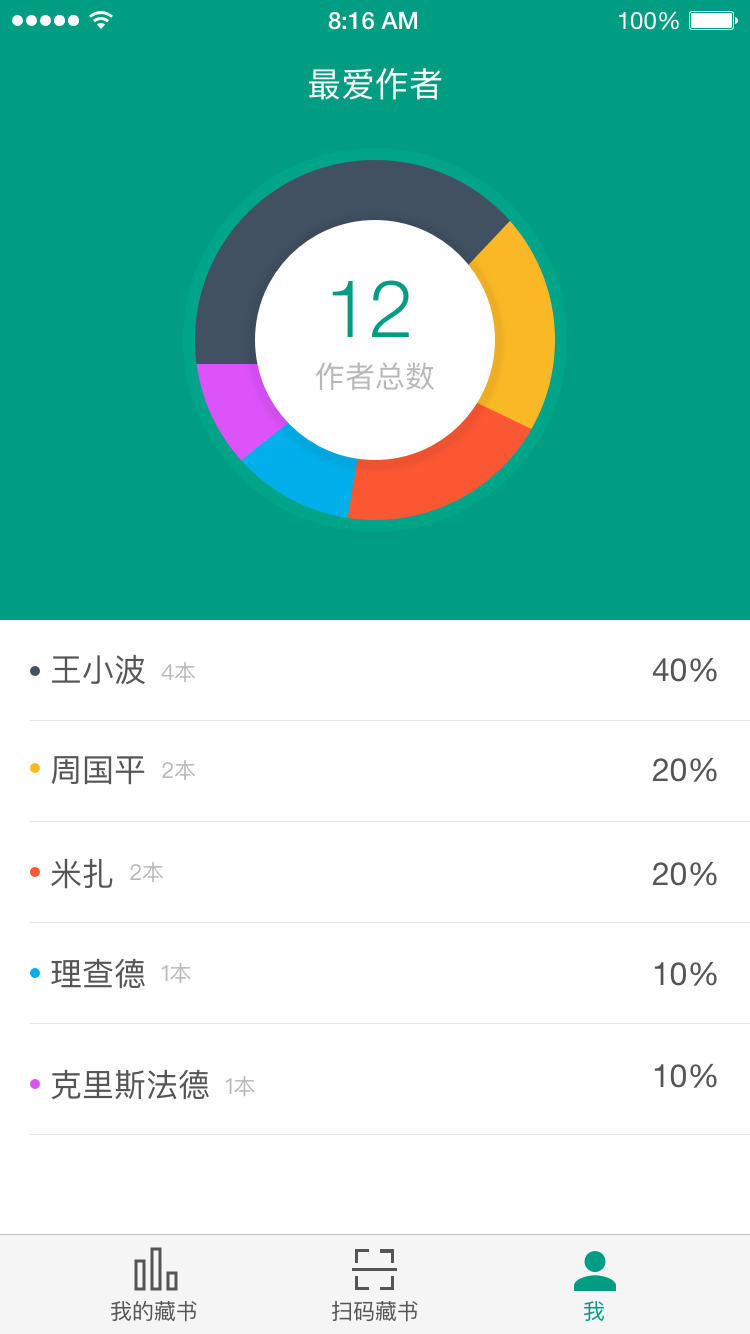 8:16 AM 100%
最爱作者
12
作者总数
王小波 4本 40%
周国平 2本 20%
米扎 2本 20%
理查德 1本 10%
克里斯法德 1本 10%
我的藏书 扫码藏书 我